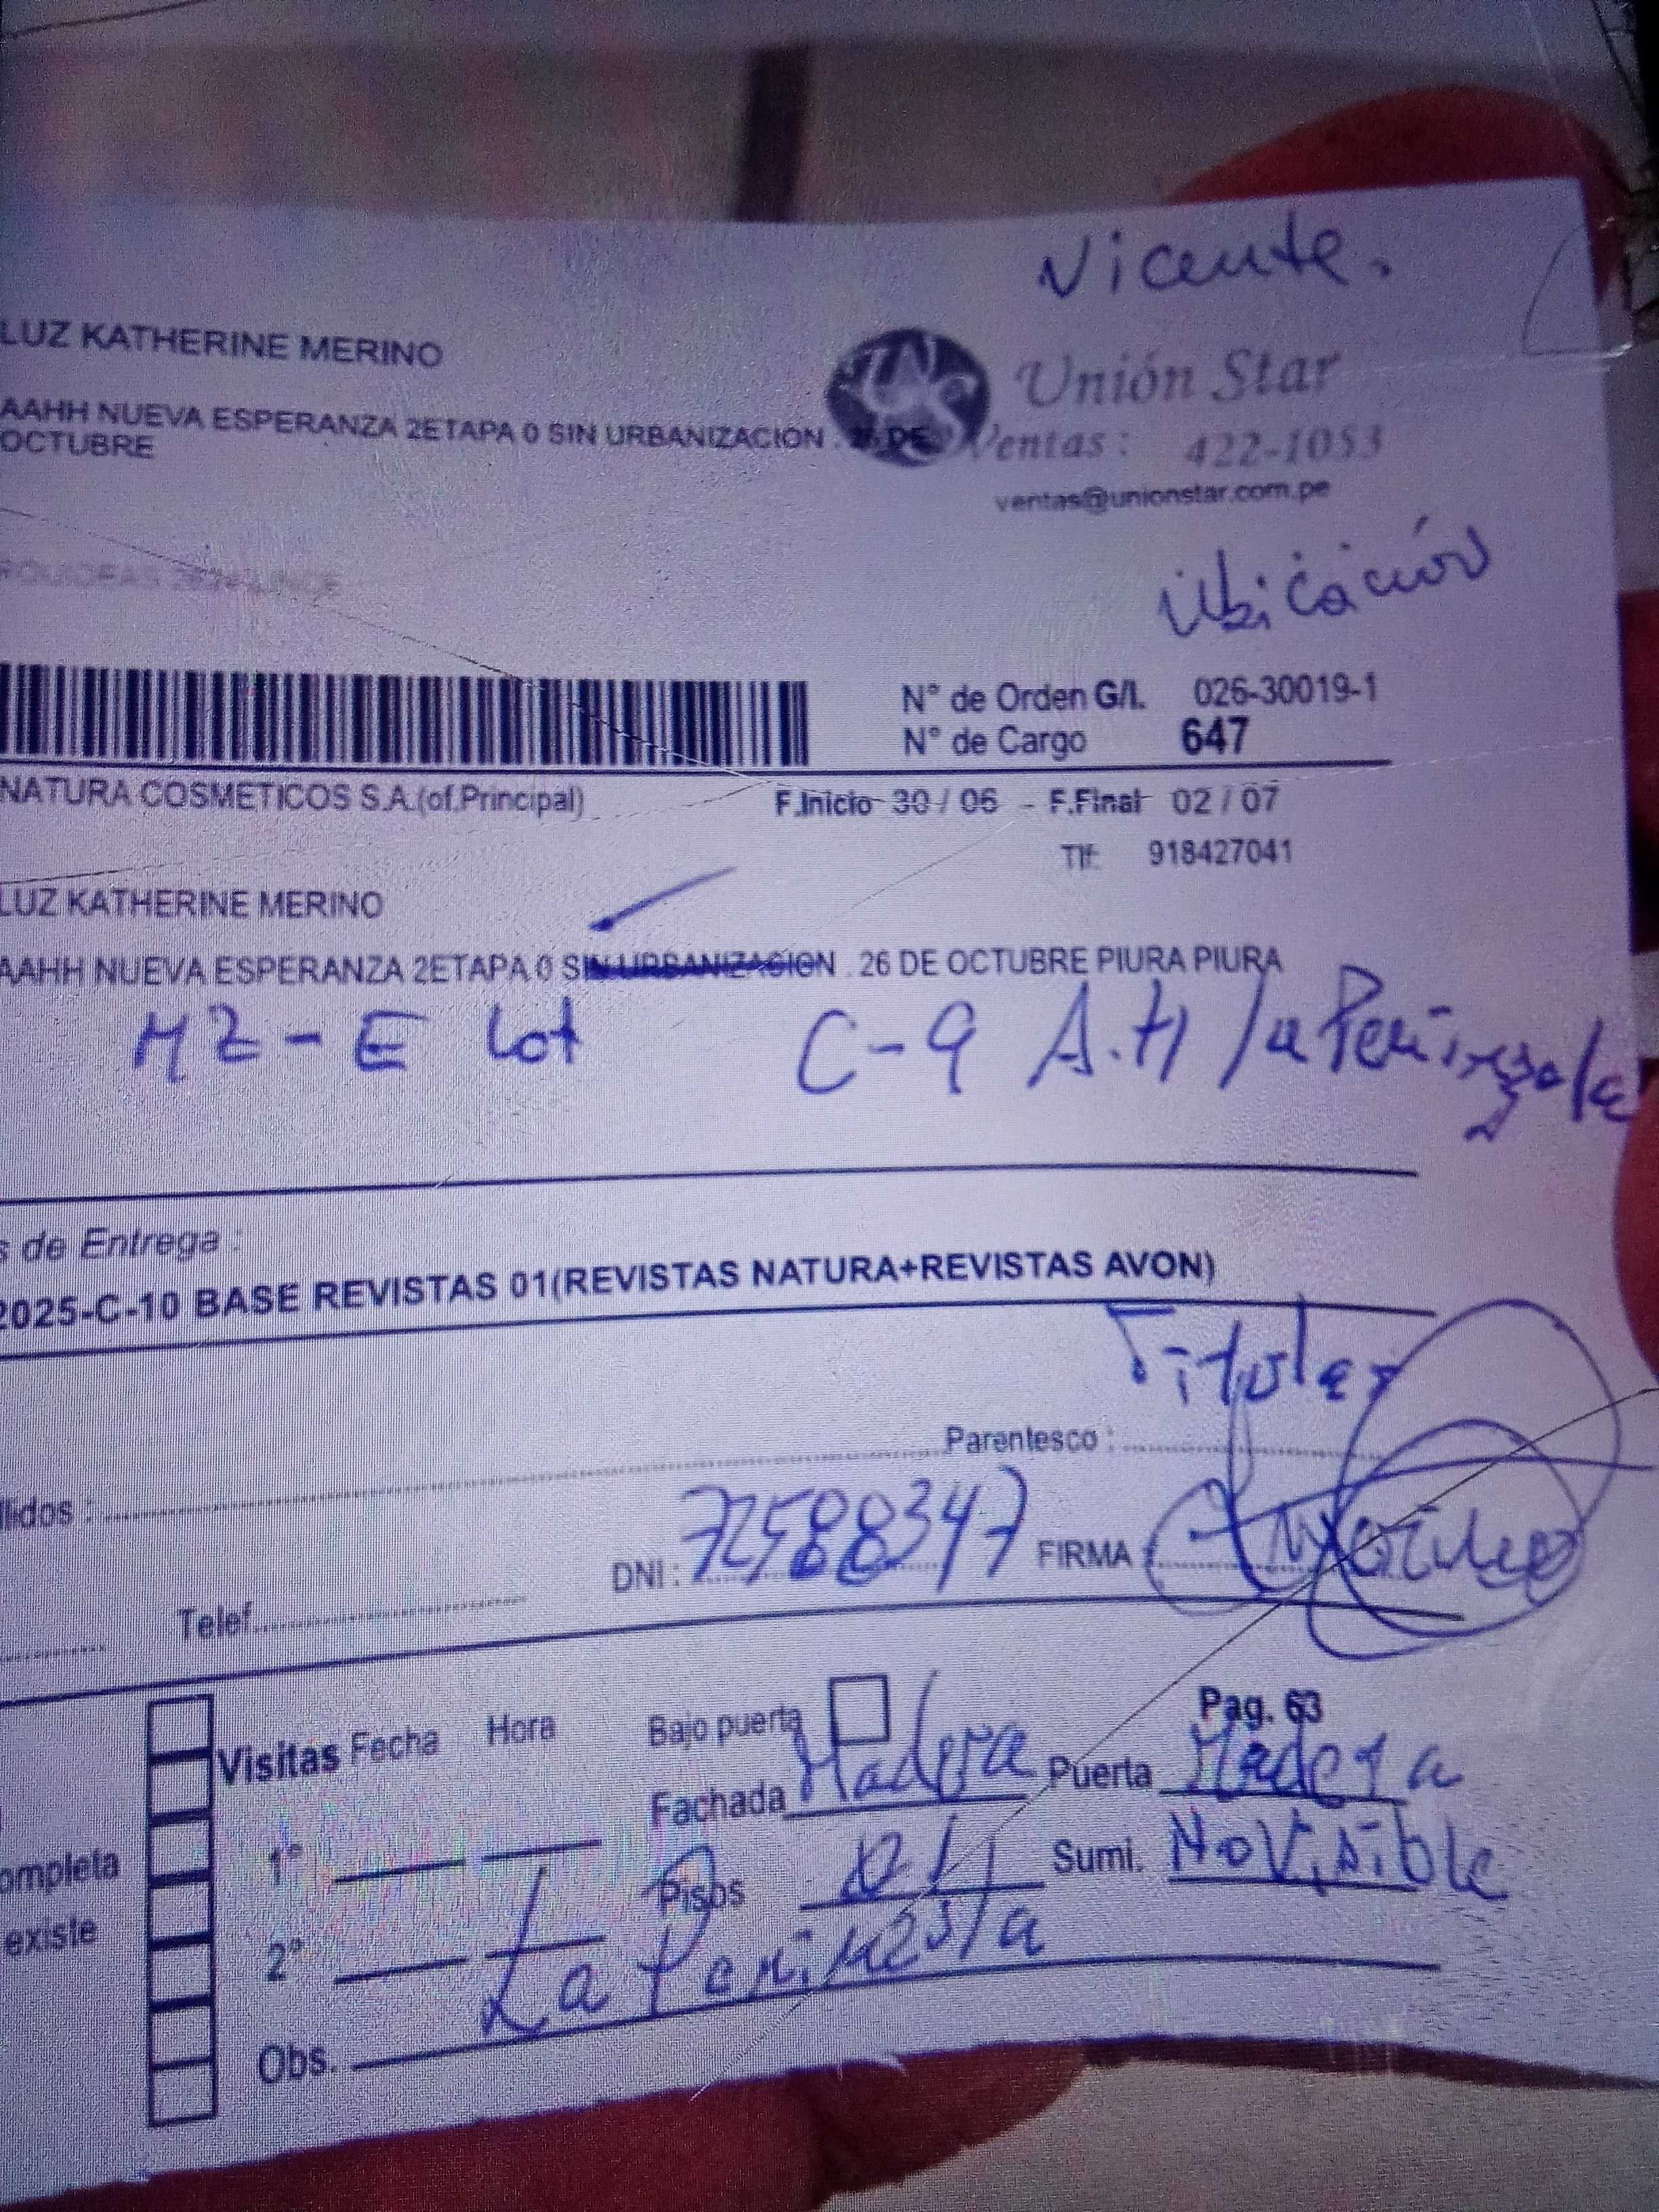 Vicente.
LUZ KATHERINE MERINO
Unión Star
AAHH NUEVA ESPERANZA 2ETAPA 0 SIN URBANIZACION . 26 DE
OCTUBRE
Ventas: 422-1053
ventas@unionstar.com.pe
Ubicación
N° de Orden G/I. 026-30019-1
N° de Cargo 647
NATURA COSMETICOS S.A.(of.Principal) F.Inicio 30 / 06 - F.Final 02 / 07
Tlf: 918427041
LUZ KATHERINE MERINO
AAHH NUEVA ESPERANZA 2ETAPA 0 SIN URBANIZACION . 26 DE OCTUBRE PIURA PIURA
MZ - E Lot C-9 A.H la
s de Entrega :
2025-C-10 BASE REVISTAS 01(REVISTAS NATURA+REVISTAS AVON)
Titular
Parentesco :
llidos :
DNI : 72588347 FIRMA
Telef.
Pag. 63
Visitas Fecha Hora Bajo puerta
Fachada Madera Puerta Madera
1°
ompleta
Pisos 01 Sumi. No Visible
existe
2°
La
Obs.